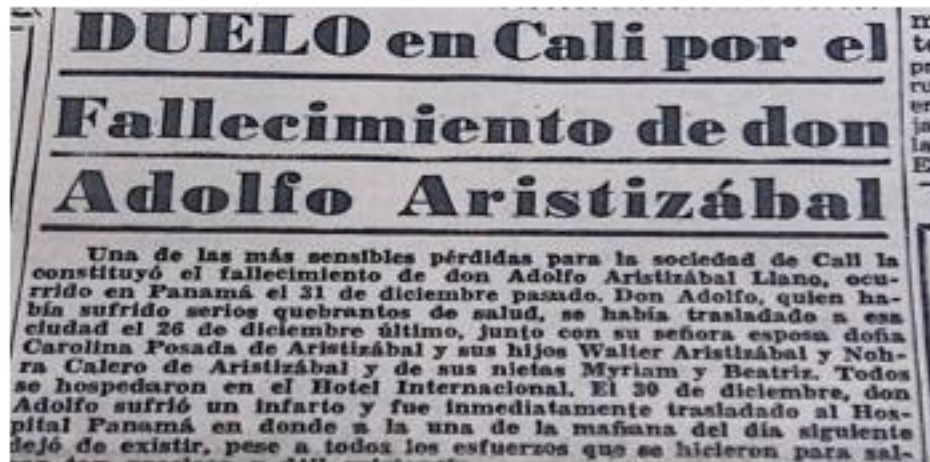 DUELO en Cali por el
Fallecimiento de don
Adolfo Aristizábal
Una de las más sensibles pérdidas para la sociedad de Cali la
constituyó el fallecimiento de don Adolfo Aristizábal Llano, ocu-
rrido en Panamá el 31 de diciembre pasado. Don Adolfo, quien ha-
bía sufrido serios quebrantos de salud, se había trasladado a esa
ciudad el 26 de diciembre último, junto con su señora esposa doña
Carolina Posada de Aristizábal y sus hijos Walter Aristizábal y Noh-
ra Calero de Aristizábal y de sus nietas Myriam y Beatriz. Todos
se hospedaron en el Hotel Internacional. El 30 de diciembre, don
Adolfo sufrió un infarto y fue inmediatamente trasladado al Hos-
pital Panamá en donde a la una de la mañana del día siguiente
dejó de existir, pese a todos los esfuerzos que se hicieron para sal-